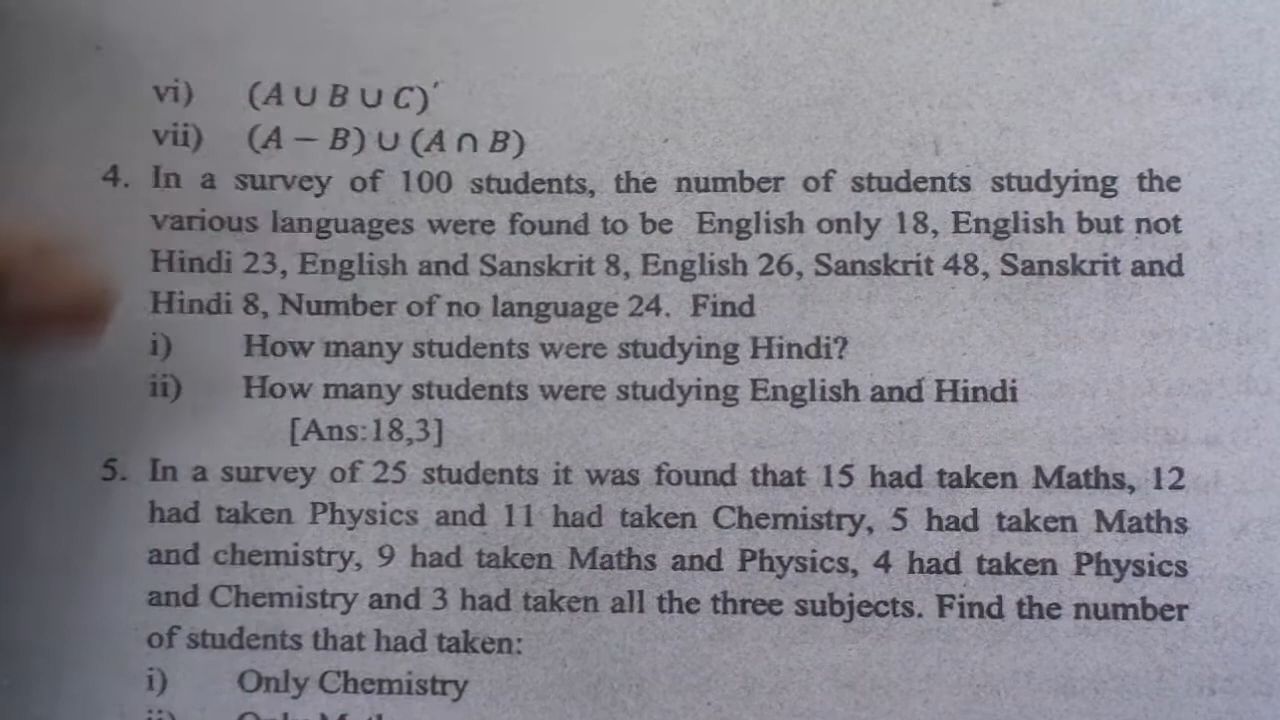 vi) (A ∪ B ∪ C)′
vii) (A − B) ∪ (A ∩ B)
4. In a survey of 100 students, the number of students studying the
various languages were found to be English only 18, English but not
Hindi 23, English and Sanskrit 8, English 26, Sanskrit 48, Sanskrit and
Hindi 8, Number of no language 24. Find
i) How many students were studying Hindi?
ii) How many students were studying English and Hindi
[Ans:18,3]
5. In a survey of 25 students it was found that 15 had taken Maths, 12
had taken Physics and 11 had taken Chemistry, 5 had taken Maths
and chemistry, 9 had taken Maths and Physics, 4 had taken Physics
and Chemistry and 3 had taken all the three subjects. Find the number
of students that had taken:
i) Only Chemistry